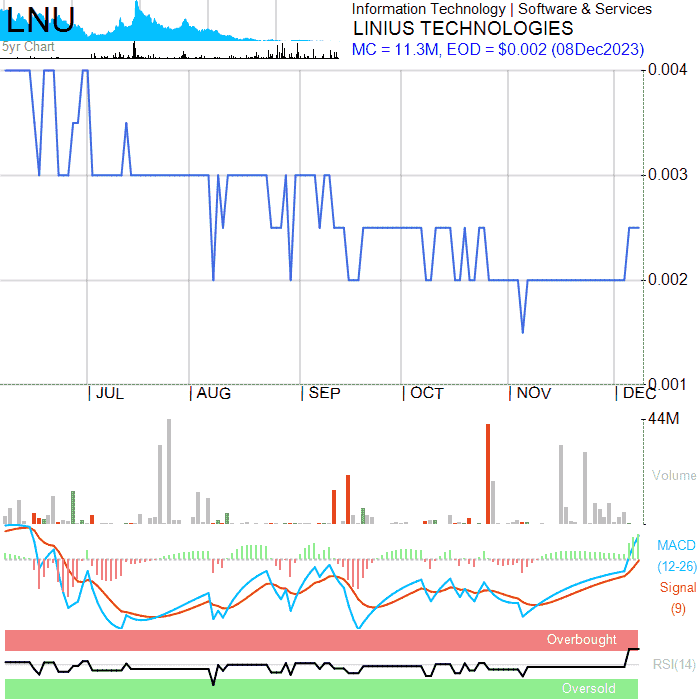 LNU
5yr Chart
Information Technology | Software & Services
LINIUS TECHNOLOGIES
MC = 11.3M, EOD = $0.002 (08Dec2023)
0.004
0.003
0.002
0.001
JUL AUG SEP OCT NOV DEC
44M
Volume
MACD
(12-26)
Signal
(9)
Overbought
RSI(14)
Oversold